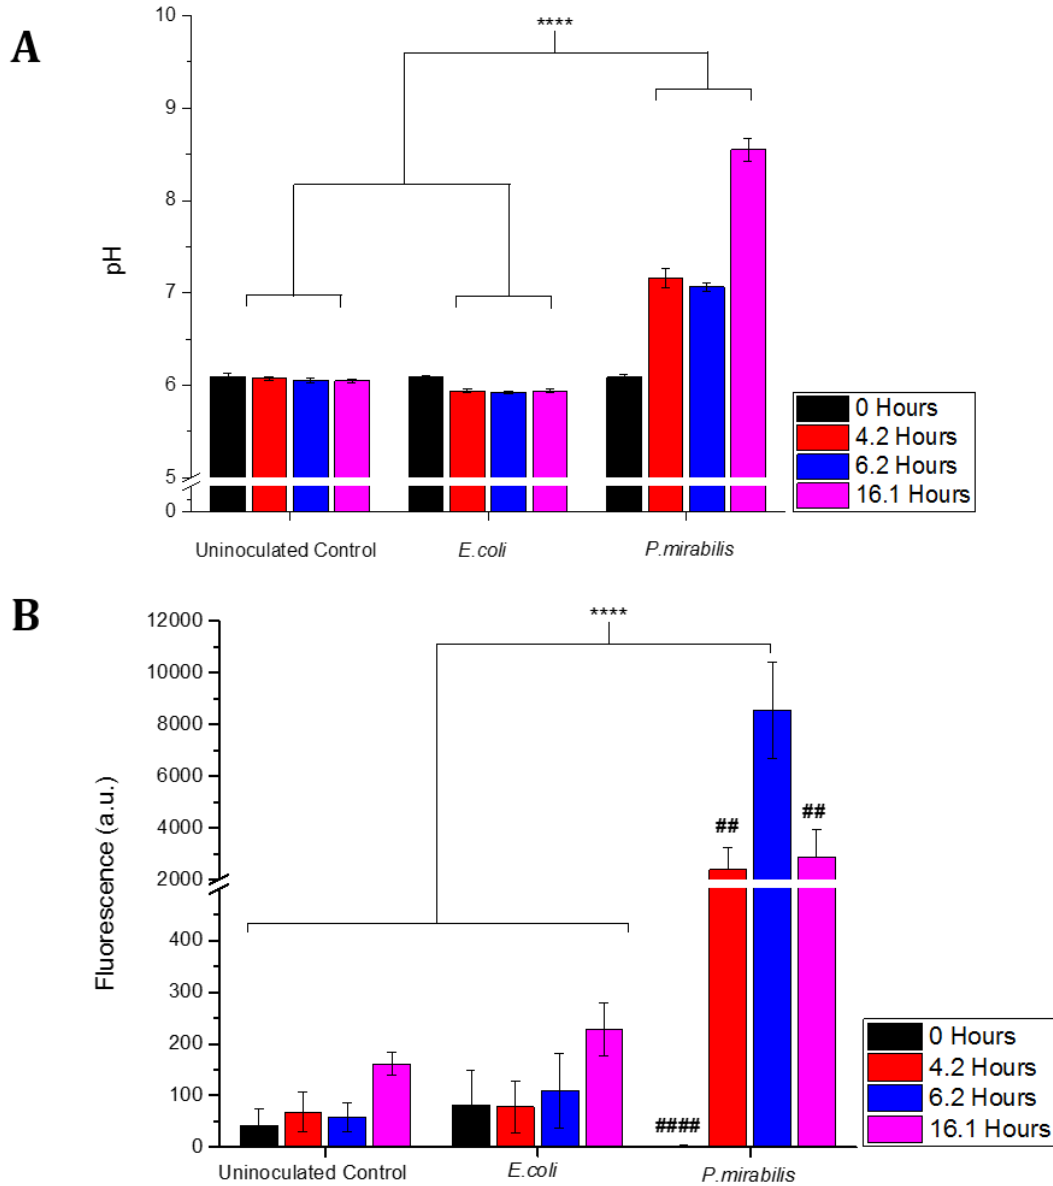 A
10
9
8
7
6
5
0
pH
****
Uninoculated Control
E.coli
P.mirabilis
0 Hours
4.2 Hours
6.2 Hours
16.1 Hours
B
12000
10000
8000
6000
4000
2000
400
300
200
100
0
Fluorescence (a.u.)
****
##
##
####
Uninoculated Control
E.coli
P.mirabilis
0 Hours
4.2 Hours
6.2 Hours
16.1 Hours